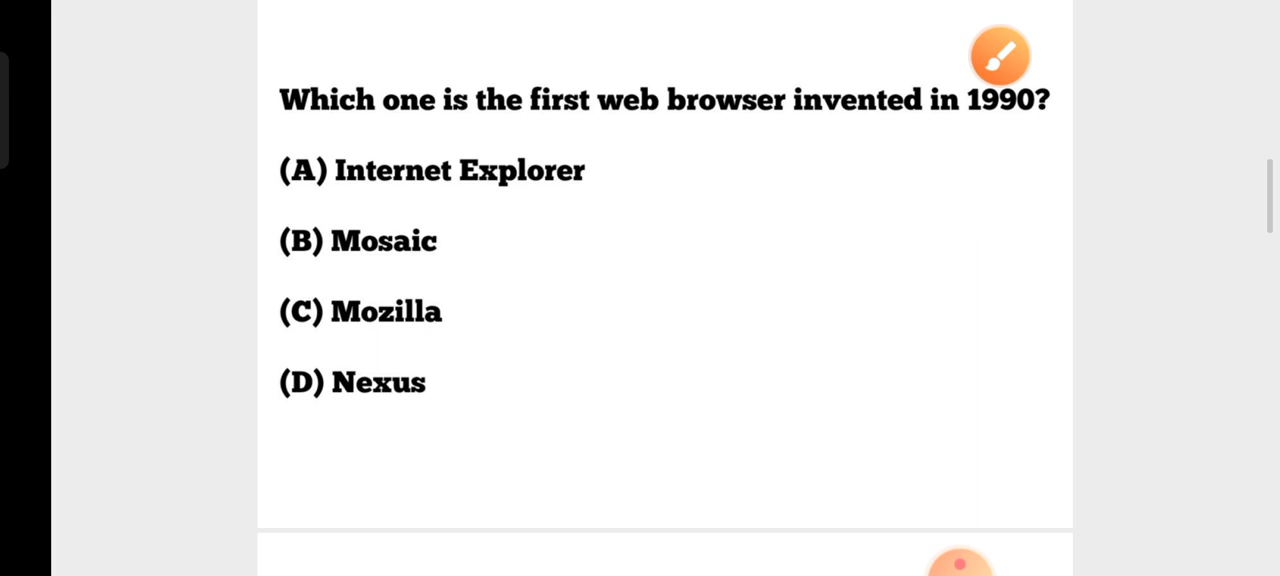 Which one is the first web browser invented in 1990?
(A) Internet Explorer
(B) Mosaic
(C) Mozilla
(D) Nexus